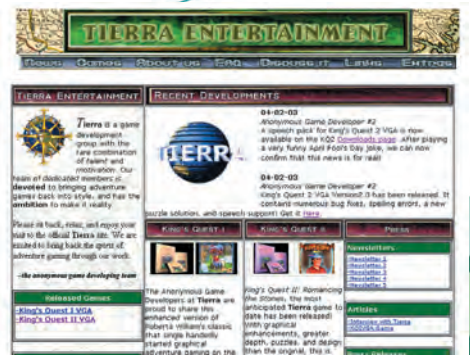 TIERRA ENTERTAINMENT
News Games About us FAQ Discuss it Links Extras
TIERRA ENTERTAINMENT
Tierra is a game
development
group with the
rare combination
of talent and
motivation. Our
team of dedicated members is
devoted to bringing adventure
games back into style, and has the
ambition to make it reality.
Please sit back, relax, and enjoy your
visit to the official Tierra site. We are
excited to bring back the spirit of
adventure gaming through our work.
-the anonymous game developing team
Released Games
-King's Quest I VGA
-King's Quest II VGA
RECENT DEVELOPMENTS
TIERRA
04-02-03
Anonymous Game Developer #2
A speech pack for King's Quest 2 VGA is now
available on the KQ2 Downloads page. After playing
a very funny April Fool's Day joke, we can now
confirm that this news is for real!
04-02-03
Anonymous Game Developer #2
King's Quest 2 VGA Version2.0 has been released. It
contains numerous bug fixes, spelling errors, a new
puzzle solution, and speech support! Get it here.
KING'S QUEST I
The Anonymous Game
Developers at Tierra are
proud to share this
enhanced version of
Roberta Williams's classic
that single handedly
started graphical
adventure gaming on the
KING'S QUEST II
King's Quest II: Romancing
the Stones, the most
anticipated Tierra game to
date has been released!
With graphical
enhancements, greater
depth, puzzles, and design
than the original, this is
PRESS
Newsletters
-Newsletter 1
-Newsletter 2
-Newsletter 3
-Newsletter 4
Articles
-Interview with Tierra